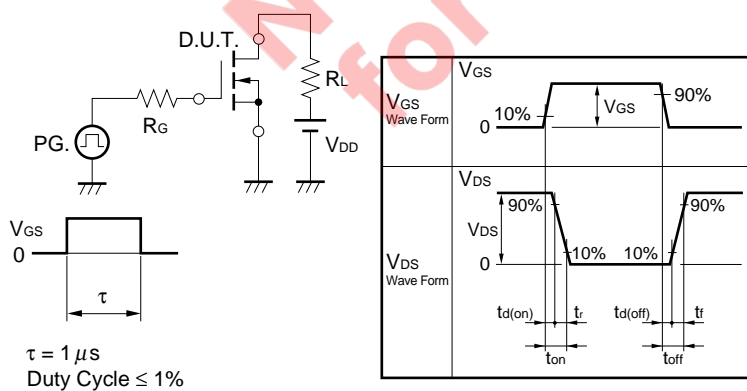 N
for
D.U.T.
RL
RG
PG.
VDD
VGS
0
τ
τ = 1 μs
Duty Cycle ≤ 1%
VGS
Wave Form
VGS
10%
VGS
90%
0
VDS
Wave Form
VDS
90%
VDS
10%
10%
90%
0
td(on)
tr
td(off)
tf
ton
toff